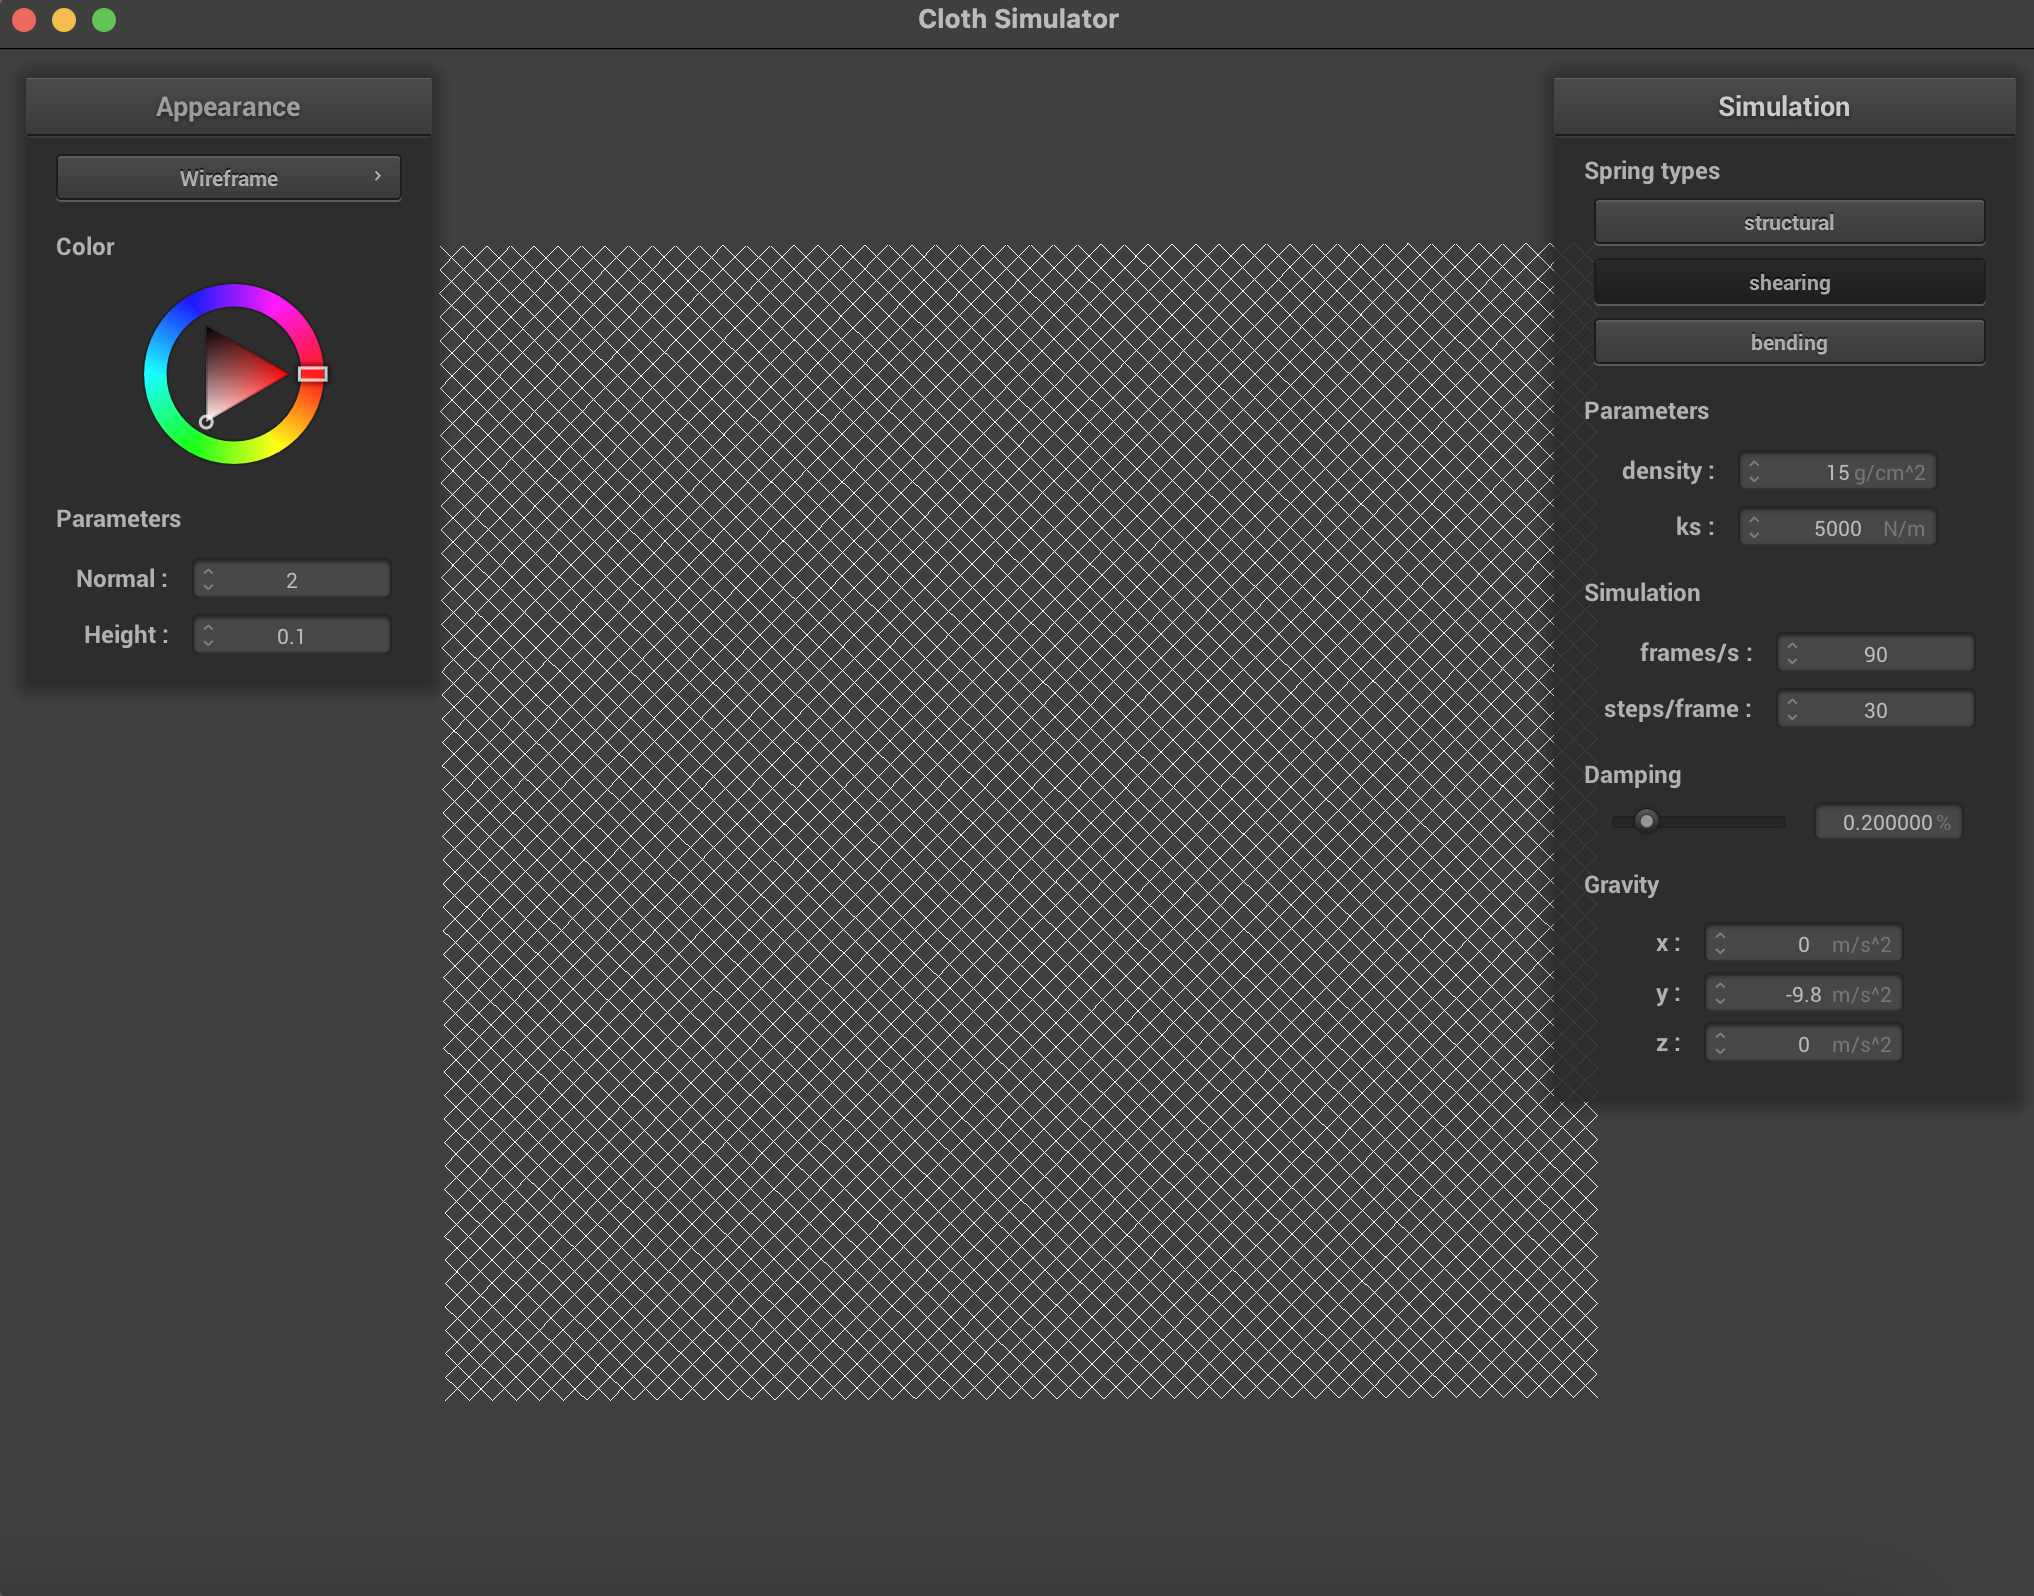 Cloth Simulator
Appearance
Wireframe
Color
Parameters
Normal : 2
Height : 0.1
Simulation
Spring types
structural
shearing
bending
Parameters
density : 15 g/cm^2
ks : 5000 N/m
Simulation
frames/s : 90
steps/frame : 30
Damping
0.200000 %
Gravity
x : 0 m/s^2
y : -9.8 m/s^2
z : 0 m/s^2